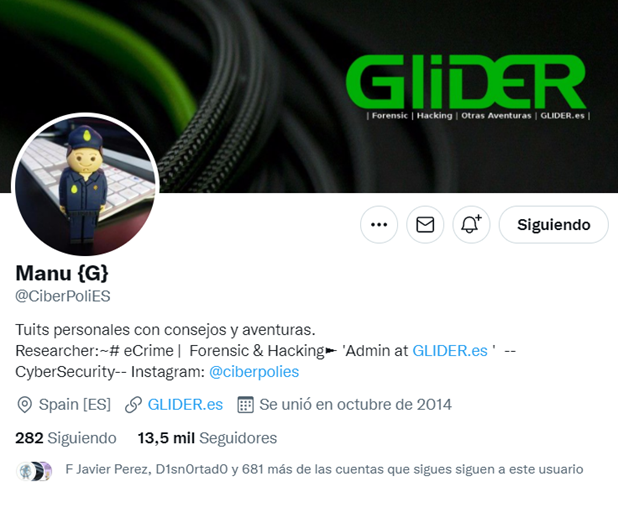 GLiDER
| Forensic | Hacking | Otras Aventuras | GLIDER.es |
Siguiendo
Manu {G}
@CiberPoliES
Tuits personales con consejos y aventuras.
Researcher:~# eCrime | Forensic & Hacking► 'Admin at GLIDER.es ' --
CyberSecurity-- Instagram: @ciberpolies
Spain [ES] GLIDER.es Se unió en octubre de 2014
282 Siguiendo 13,5 mil Seguidores
F Javier Perez, D1sn0rtad0 y 681 más de las cuentas que sigues siguen a este usuario